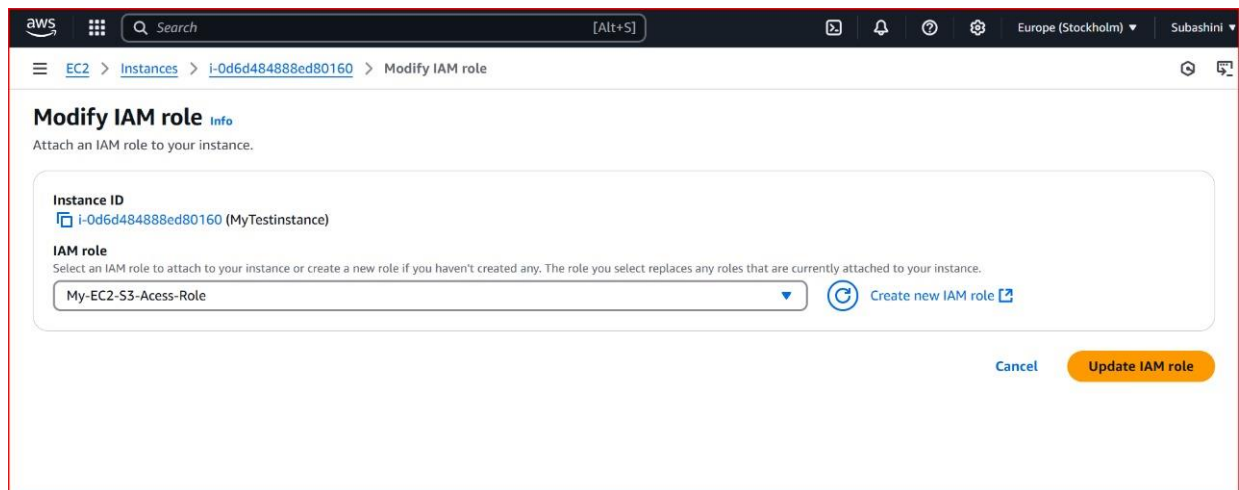 aws Search [Alt+S] Europe (Stockholm) Subashini
EC2 > Instances > i-0d6d484888ed80160 > Modify IAM role
Modify IAM role Info
Attach an IAM role to your instance.
Instance ID
i-0d6d484888ed80160 (MyTestinstance)
IAM role
Select an IAM role to attach to your instance or create a new role if you haven't created any. The role you select replaces any roles that are currently attached to your instance.
My-EC2-S3-Acess-Role Create new IAM role
Cancel Update IAM role